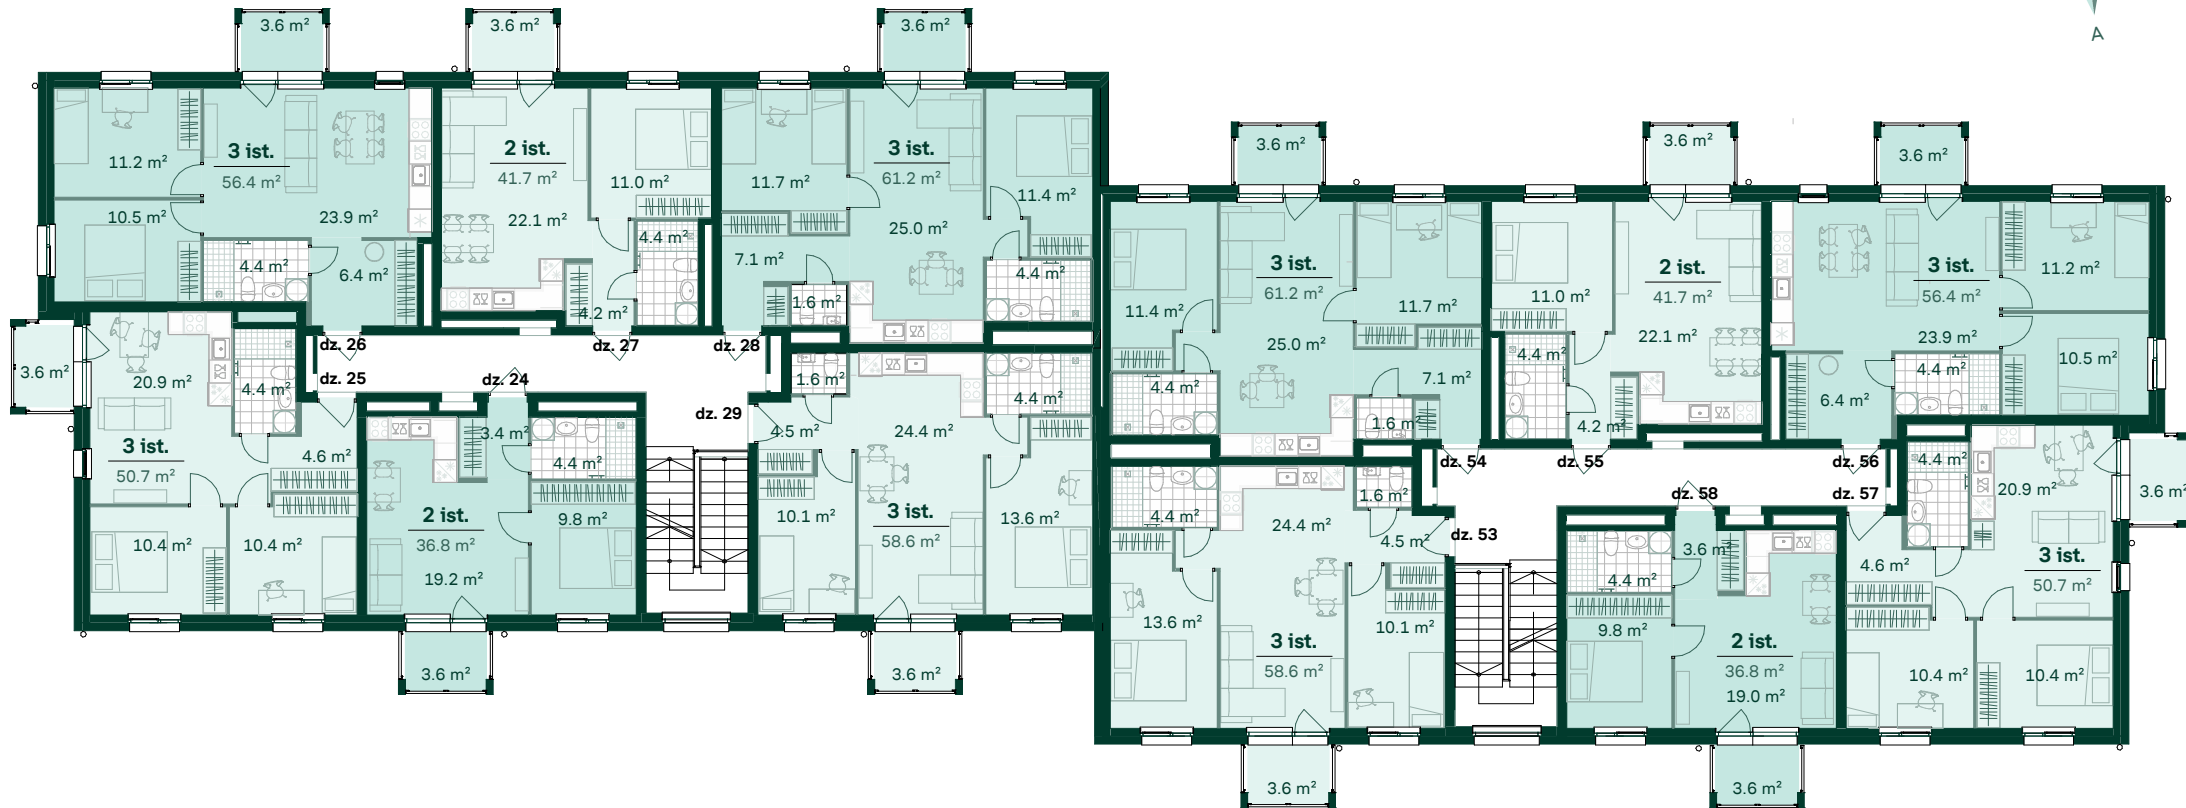 3.6 m²
3.6 m²
3.6 m²
A
11.2 m²
3 ist.
56.4 m²
10.5 m²
23.9 m²
4.4 m²
6.4 m²
2 ist.
41.7 m²
11.0 m²
22.1 m²
4.4 m²
4.2 m²
11.7 m²
3 ist.
61.2 m²
11.4 m²
25.0 m²
7.1 m²
1.6 m²
4.4 m²
dz. 26
dz. 27
dz. 28
dz. 25
dz. 24
dz. 29
3.6 m²
20.9 m²
4.4 m²
3 ist.
50.7 m²
4.6 m²
10.4 m²
10.4 m²
3.4 m²
4.4 m²
2 ist.
36.8 m²
9.8 m²
19.2 m²
3.6 m²
1.6 m²
4.4 m²
4.5 m²
24.4 m²
10.1 m²
3 ist.
58.6 m²
13.6 m²
3.6 m²
3.6 m²
3.6 m²
3.6 m²
11.4 m²
3 ist.
61.2 m²
11.7 m²
25.0 m²
7.1 m²
4.4 m²
1.6 m²
11.0 m²
2 ist.
41.7 m²
22.1 m²
4.4 m²
4.2 m²
3 ist.
56.4 m²
11.2 m²
23.9 m²
10.5 m²
4.4 m²
6.4 m²
dz. 54
dz. 55
dz. 56
dz. 58
dz. 57
dz. 53
4.4 m²
1.6 m²
24.4 m²
4.5 m²
13.6 m²
3 ist.
58.6 m²
10.1 m²
3.6 m²
3.6 m²
4.4 m²
9.8 m²
2 ist.
36.8 m²
19.0 m²
3.6 m²
4.4 m²
20.9 m²
3.6 m²
4.6 m²
3 ist.
50.7 m²
10.4 m²
10.4 m²